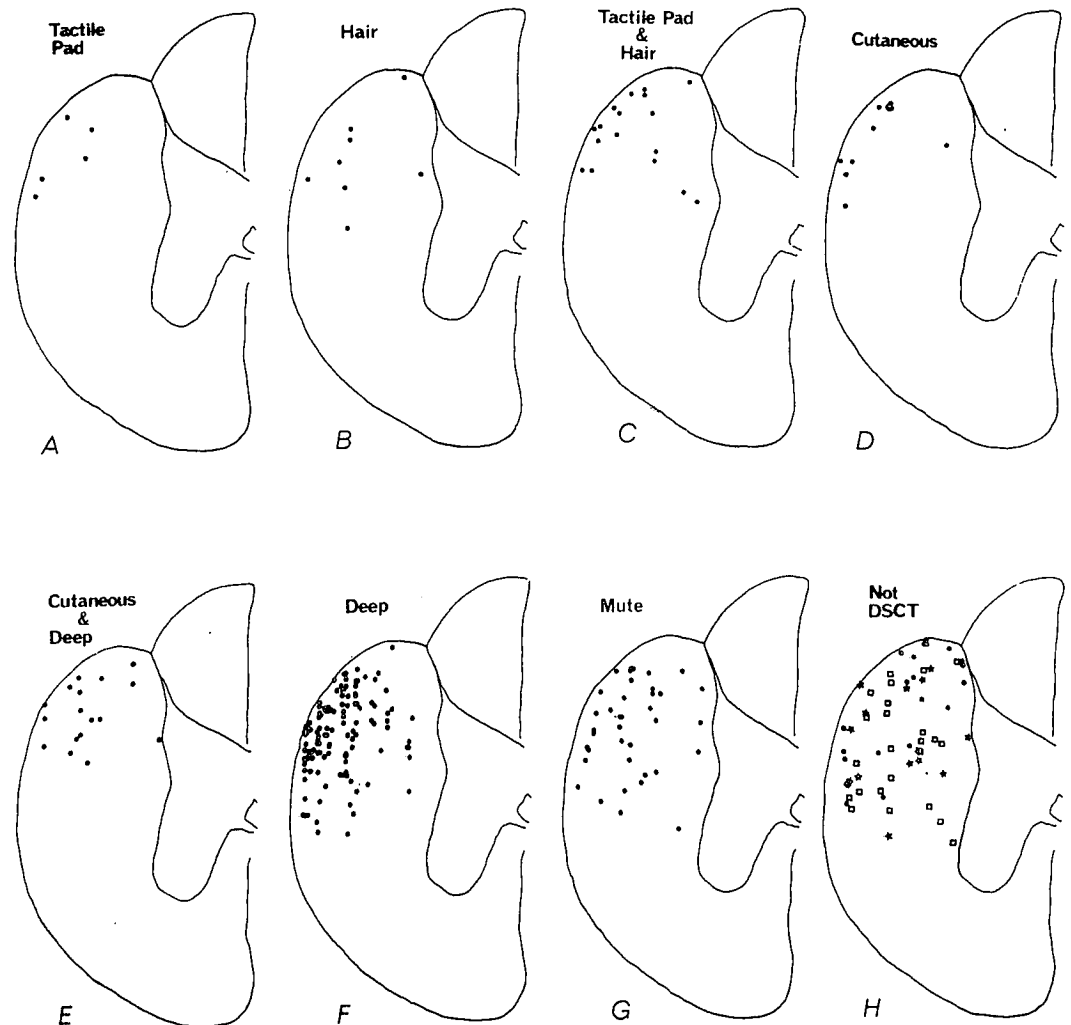 Tactile
Pad
Hair
Tactile Pad
&
Hair
Cutaneous
A
B
C
D
Cutaneous
&
Deep
Deep
Mute
Not
DSCT
E
F
G
H